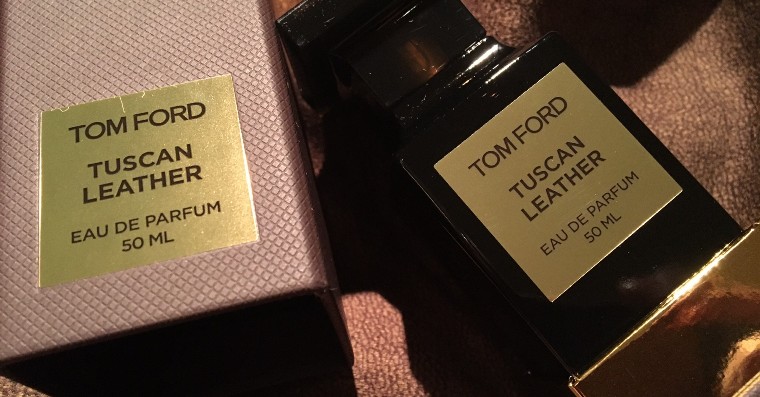 TOM FORD
TUSCAN
LEATHER
EAU DE PARFUM
50 ML
TOM FORD
TUSCAN
LEATHER
EAU DE PARFUM
50 ML